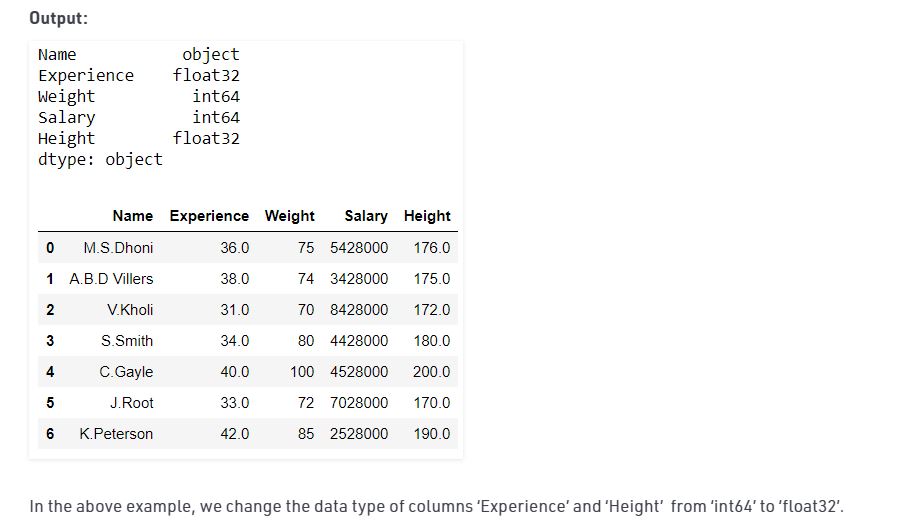 Output:
Name object
Experience float32
Weight int64
Salary int64
Height float32
dtype: object
Name Experience Weight Salary Height
0 M.S.Dhoni 36.0 75 5428000 176.0
1 A.B.D Villers 38.0 74 3428000 175.0
2 V.Kholi 31.0 70 8428000 172.0
3 S.Smith 34.0 80 4428000 180.0
4 C.Gayle 40.0 100 4528000 200.0
5 J.Root 33.0 72 7028000 170.0
6 K.Peterson 42.0 85 2528000 190.0
In the above example, we change the data type of columns ‘Experience’ and ‘Height’ from ‘int64’ to ‘float32’.